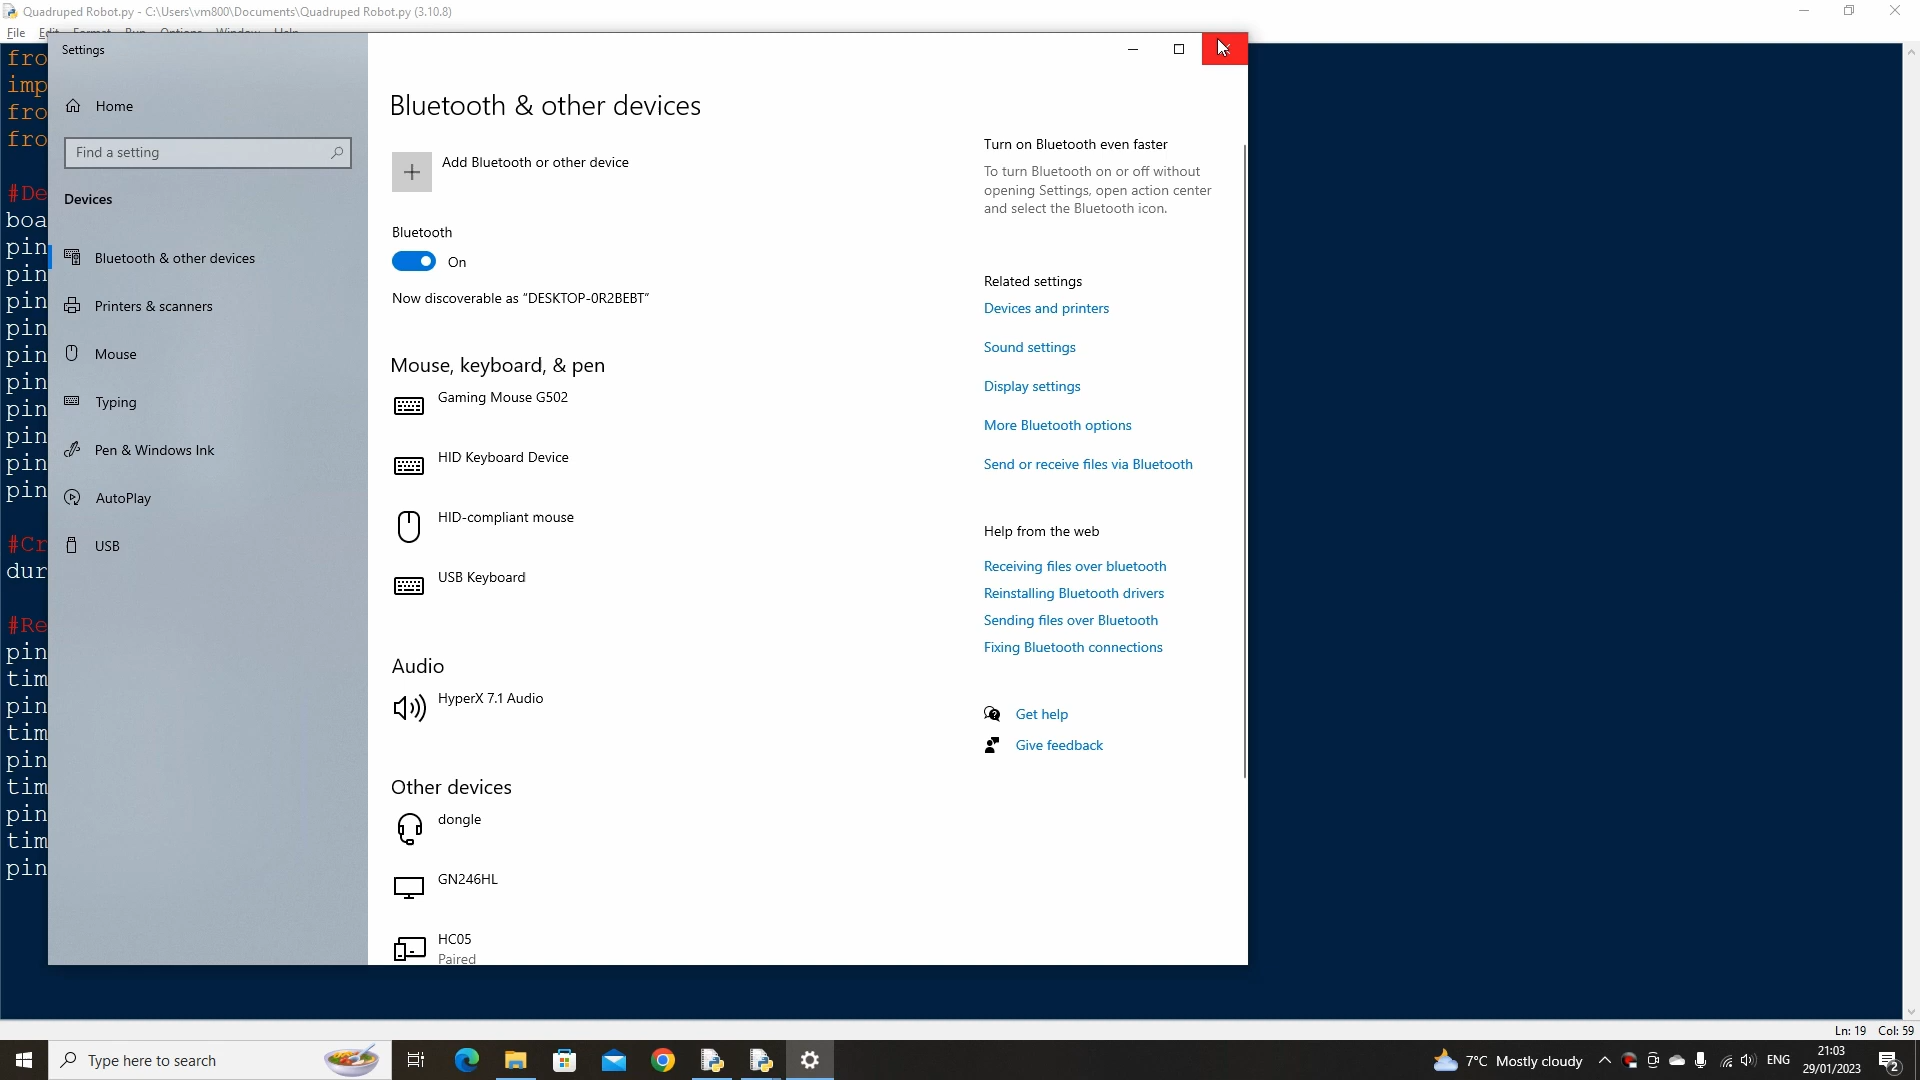 Quadruped Robot.py - C:\Users\vm800\Documents\Quadruped Robot.py (3.10.8)
File Edit Format Run Options Window Help
fro
imp
fro
fro
#De
boa
pin
pin
pin
pin
pin
pin
pin
pin
pin
pin
#Cr
dur
#Re
pin
tim
pin
tim
pin
tim
pin
tim
pin
Settings
Home
Find a setting
Devices
Bluetooth & other devices
Printers & scanners
Mouse
Typing
Pen & Windows Ink
AutoPlay
USB
Bluetooth & other devices
Add Bluetooth or other device
Bluetooth
On
Now discoverable as “DESKTOP-0R2BEBT”
Mouse, keyboard, & pen
Gaming Mouse G502
HID Keyboard Device
HID-compliant mouse
USB Keyboard
Audio
HyperX 7.1 Audio
Other devices
dongle
GN246HL
HC05
Paired
Turn on Bluetooth even faster
To turn Bluetooth on or off without
opening Settings, open action center
and select the Bluetooth icon.
Related settings
Devices and printers
Sound settings
Display settings
More Bluetooth options
Send or receive files via Bluetooth
Help from the web
Receiving files over bluetooth
Reinstalling Bluetooth drivers
Sending files over Bluetooth
Fixing Bluetooth connections
Get help
Give feedback
Ln: 19 Col: 59
Type here to search
7°C Mostly cloudy
ENG
21:03
29/01/2023
2